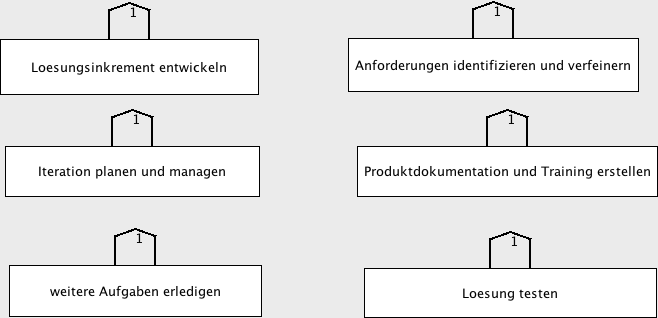 1
Loesungsinkrement entwickeln
1
Anforderungen identifizieren und verfeinern
1
Iteration planen und managen
1
Produktdokumentation und Training erstellen
1
weitere Aufgaben erledigen
1
Loesung testen